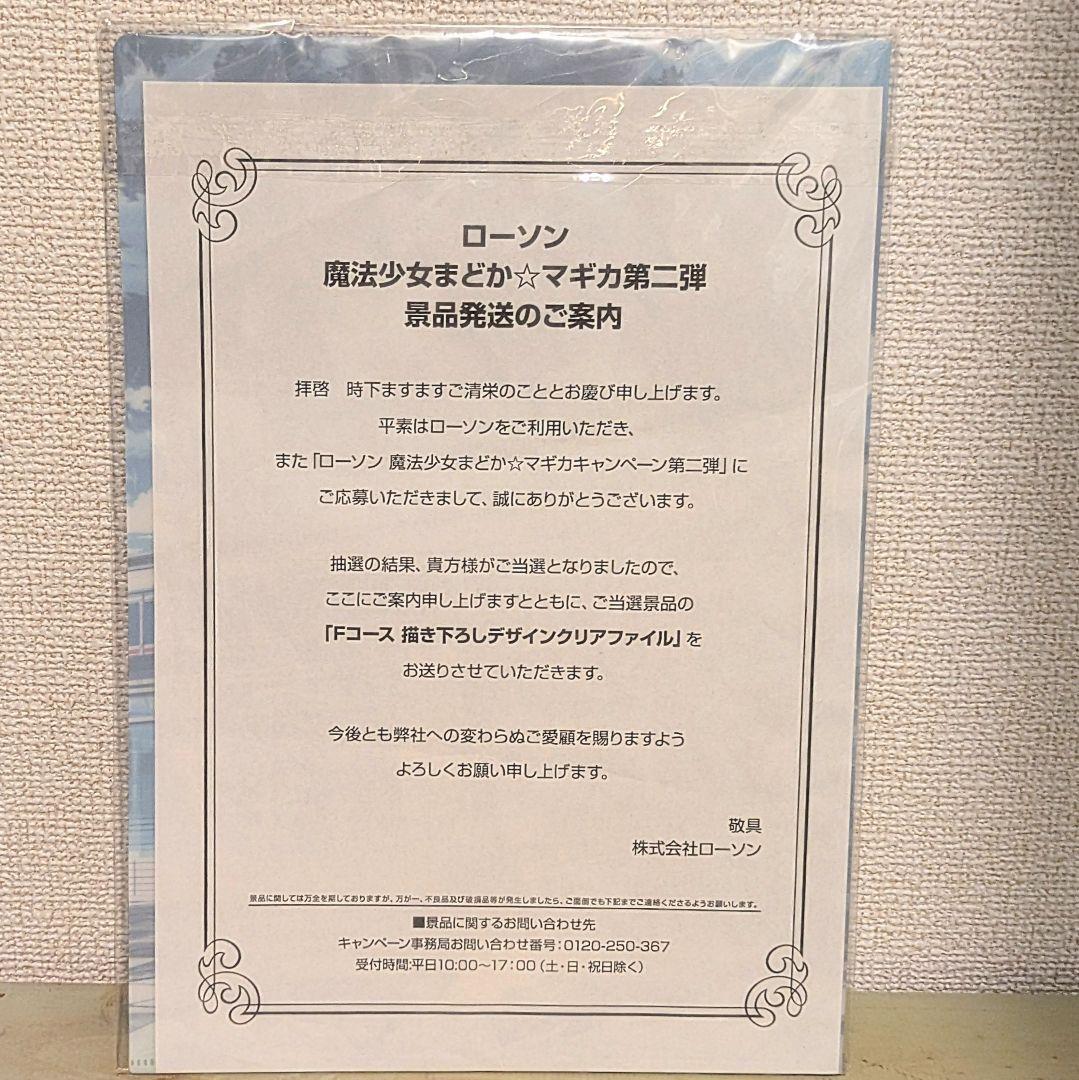 ローソン
魔法少女まどか☆マギカ第二弾
景品発送のご案内
拝啓　時下ますますご清栄のこととお慶び申し上げます。
平素はローソンをご利用いただき、
また「ローソン 魔法少女まどか☆マギカキャンペーン第二弾」に
ご応募いただきまして、誠にありがとうございます。
抽選の結果、貴方様がご当選となりましたので、
ここにご案内申し上げますとともに、ご当選景品の
「Fコース 描き下ろしデザインクリアファイル」を
お送りさせていただきます。
今後とも弊社への変わらぬご愛顧を賜りますよう
よろしくお願い申し上げます。
敬具
株式会社ローソン
景品に関しては万全を期しておりますが、万が一、不良品及び破損品等が発生しましたら、ご面倒でも下記までご連絡くださるようお願いします。
■景品に関するお問い合わせ先
キャンペーン事務局お問い合わせ番号：0120-250-367
受付時間:平日10:00～17:00（土・日・祝日除く）